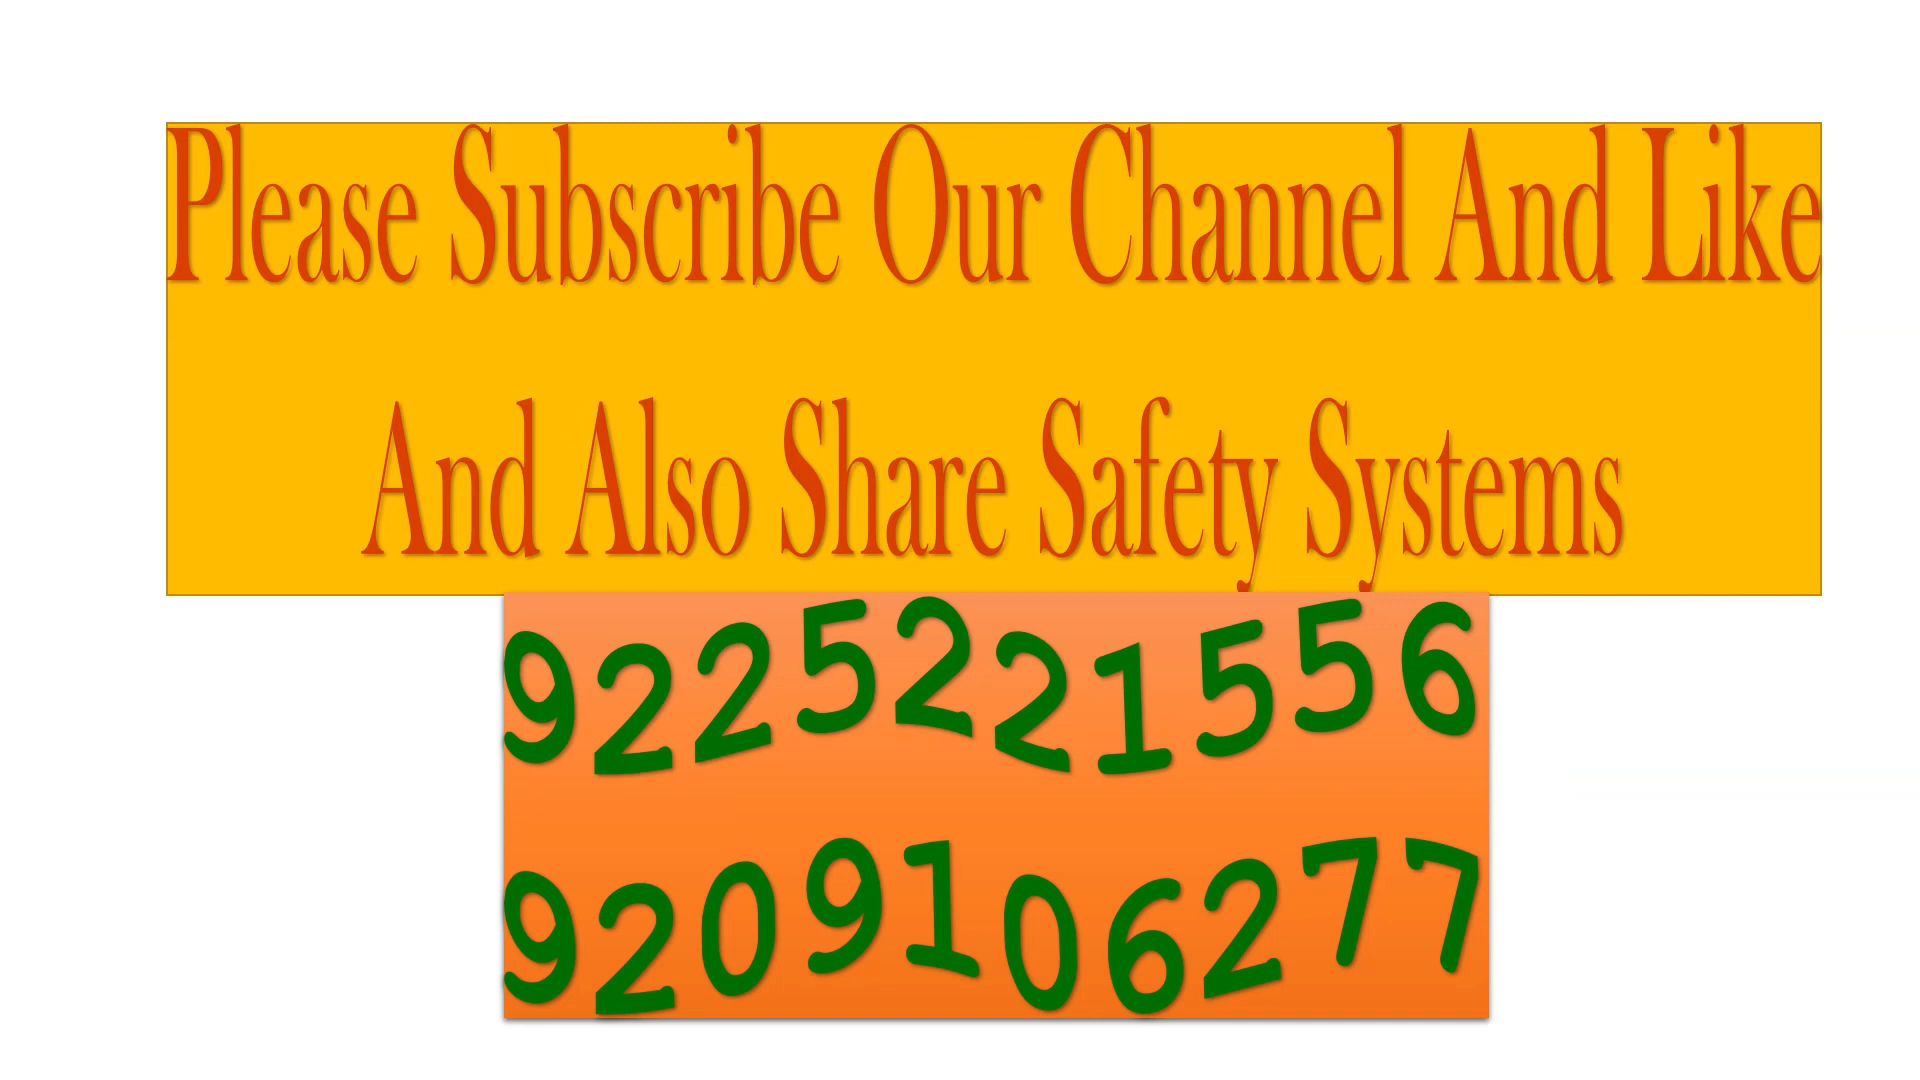 Please Subscribe Our Channel And Like
And Also Share Safety Systems
9225221556
9209106277